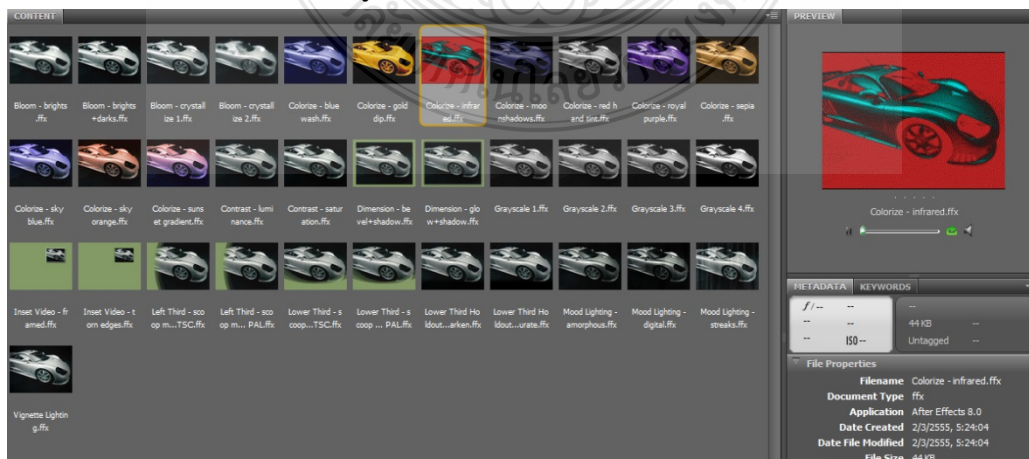 CONTENT
Bloom - brights
.ffx
Bloom - brights
+darks.ffx
Bloom - crystall
ize 1.ffx
Bloom - crystall
ize 2.ffx
Colorize - blue
wash.ffx
Colorize - gold
dip.ffx
Colorize - infrar
ed.ffx
Colorize - moo
nshadows.ffx
Colorize - red h
and tint.ffx
Colorize - royal
purple.ffx
Colorize - sepia
.ffx
Colorize - sky
blue.ffx
Colorize - sky
orange.ffx
Colorize - suns
et gradient.ffx
Contrast - lumi
nance.ffx
Contrast - satur
ation.ffx
Dimension - be
vel+shadow.ffx
Dimension - glo
w+shadow.ffx
Grayscale 1.ffx
Grayscale 2.ffx
Grayscale 3.ffx
Grayscale 4.ffx
Inset Video - fr
amed.ffx
Inset Video - t
orn edges.ffx
Left Third - sco
op m...TSC.ffx
Left Third - sco
op m... PAL.ffx
Lower Third - s
coop...TSC.ffx
Lower Third - s
coop ... PAL.ffx
Lower Third Ho
ldout...arken.ffx
Lower Third Ho
ldout...urate.ffx
Mood Lighting -
amorphous.ffx
Mood Lighting -
digital.ffx
Mood Lighting -
streaks.ffx
Vignette Lightin
g.ffx
PREVIEW
Colorize - infrared.ffx
METADATA KEYWORDS
f/-- --
-- --
-- ISO --
--
44 KB --
Untagged --
File Properties
Filename Colorize - infrared.ffx
Document Type ffx
Application After Effects 8.0
Date Created 2/3/2555, 5:24:04
Date File Modified 2/3/2555, 5:24:04
File Size 44 KB